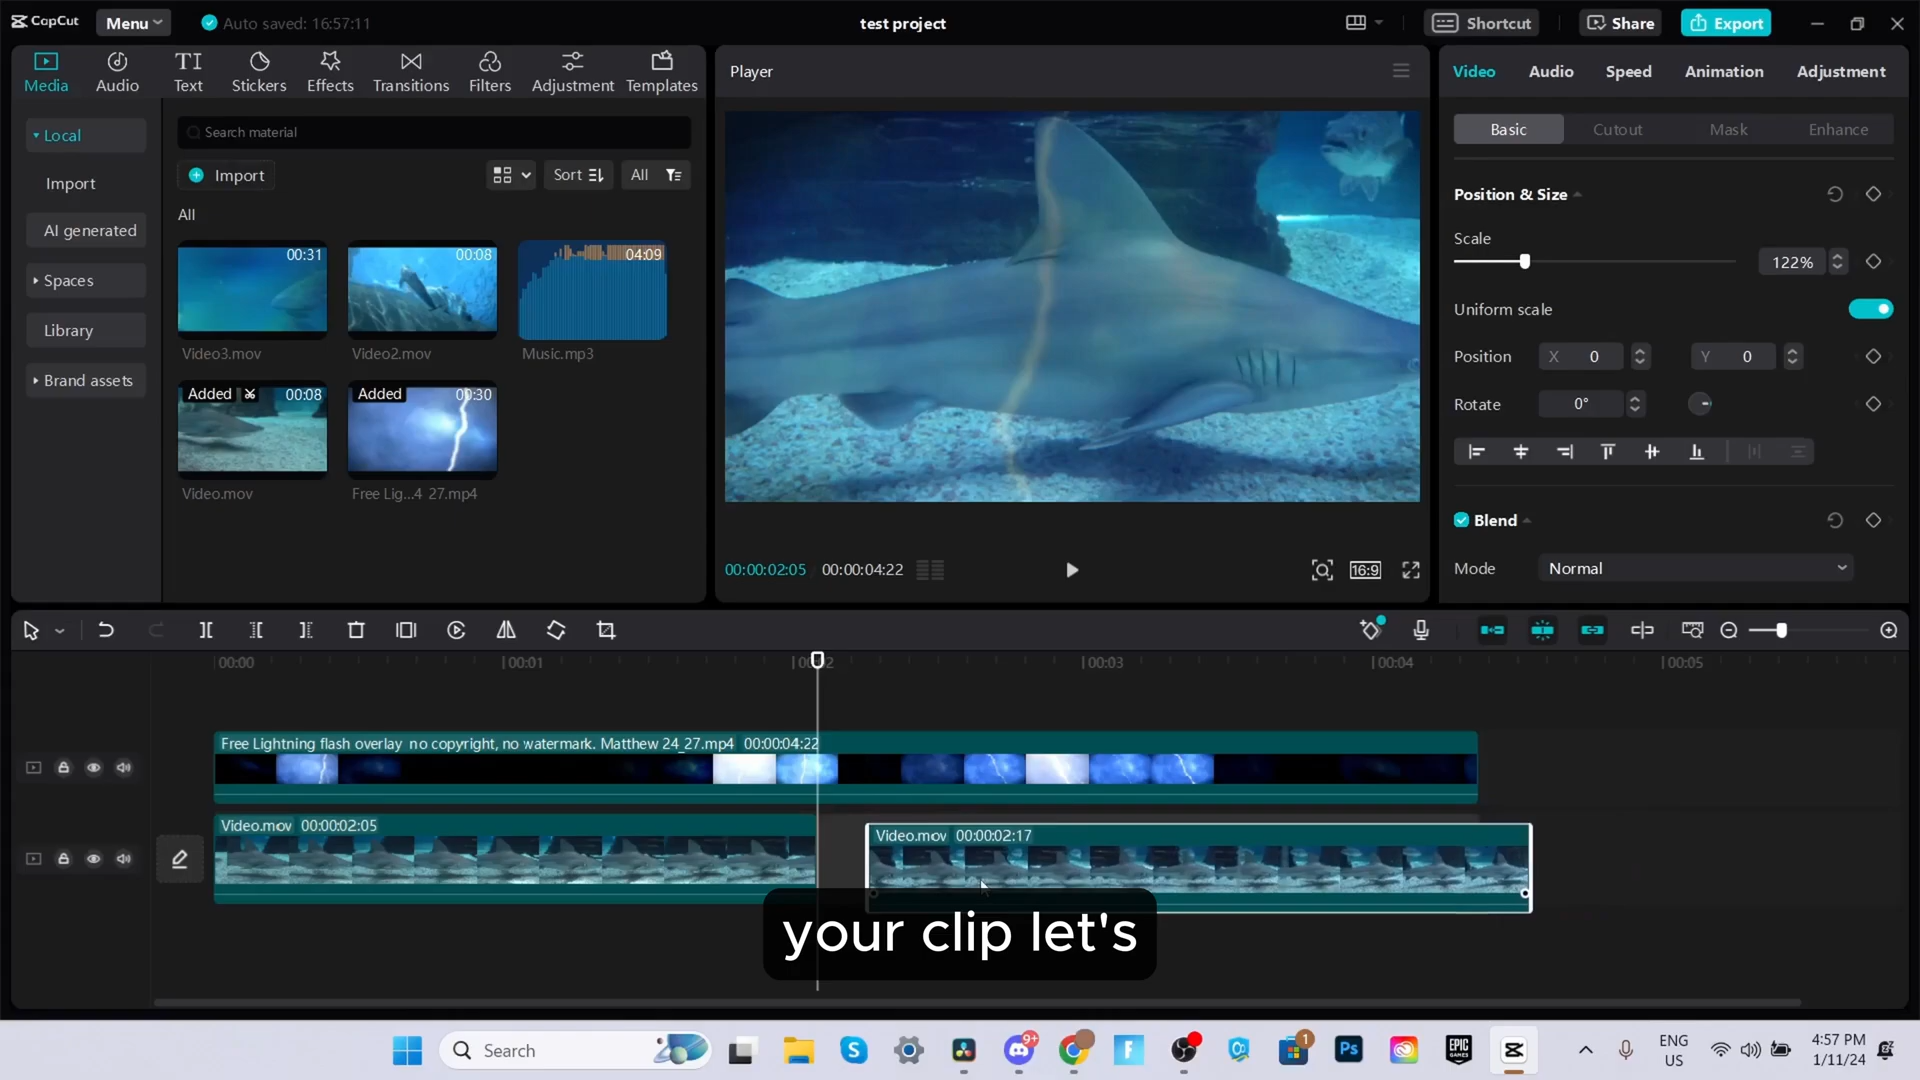 CapCut
Menu
Auto saved: 16:57:11
test project
Shortcut
Share
Export
Media
Audio
Text
Stickers
Effects
Transitions
Filters
Adjustment
Templates
Local
Import
AI generated
Spaces
Library
Brand assets
Search material
Import
Sort
All
All
00:31
Video3.mov
00:08
Video2.mov
04:09
Music.mp3
Added
00:08
Video.mov
Added
00:30
Free Lig...4 27.mp4
Player
00:00:02:05
00:00:04:22
16:9
Video
Audio
Speed
Animation
Adjustment
Basic
Cutout
Mask
Enhance
Position & Size
Scale
122%
Uniform scale
Position
X 0
Y 0
Rotate
0°
Blend
Mode
Normal
00:00
00:01
00:02
00:03
00:04
00:05
Free Lightning flash overlay no copyright, no watermark. Matthew 24_27.mp4 00:00:04:22
Video.mov 00:00:02:05
Video.mov 00:00:02:17
your clip let's
Search
9+
F
1
Ps
EPIC
GAMES
ENG
US
4:57 PM
1/11/24